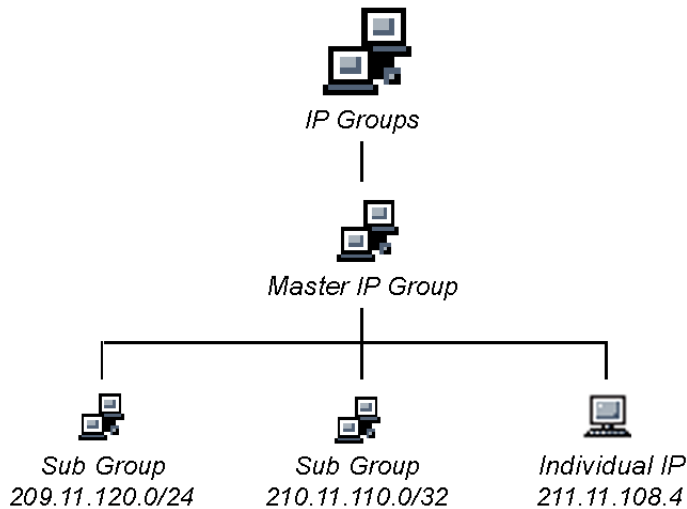 IP Groups
Master IP Group
Sub Group
209.11.120.0/24
Sub Group
210.11.110.0/32
Individual IP
211.11.108.4